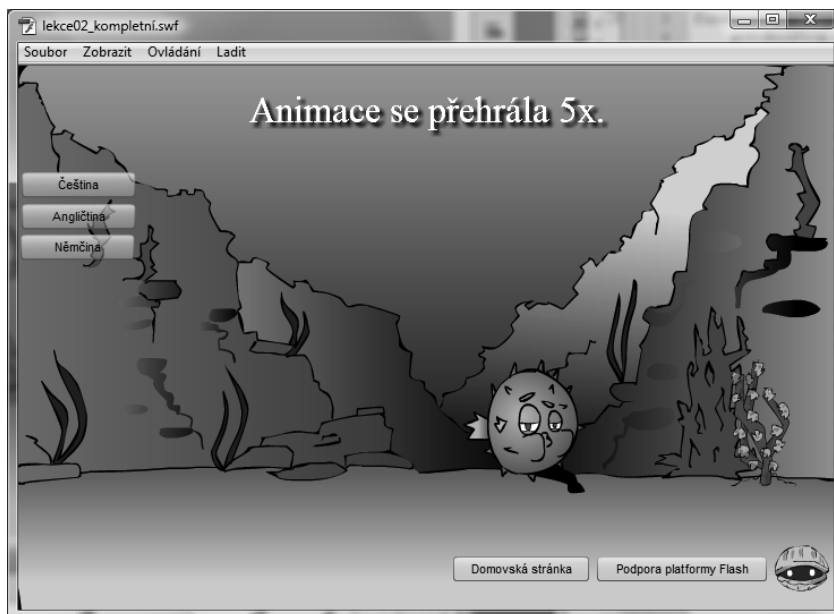 lekce02_kompletní.swf
Soubor Zobrazit Ovládání Ladit
Animace se přehrála 5x.
Čeština
Angličtina
Němčina
Domovská stránka Podpora platformy Flash